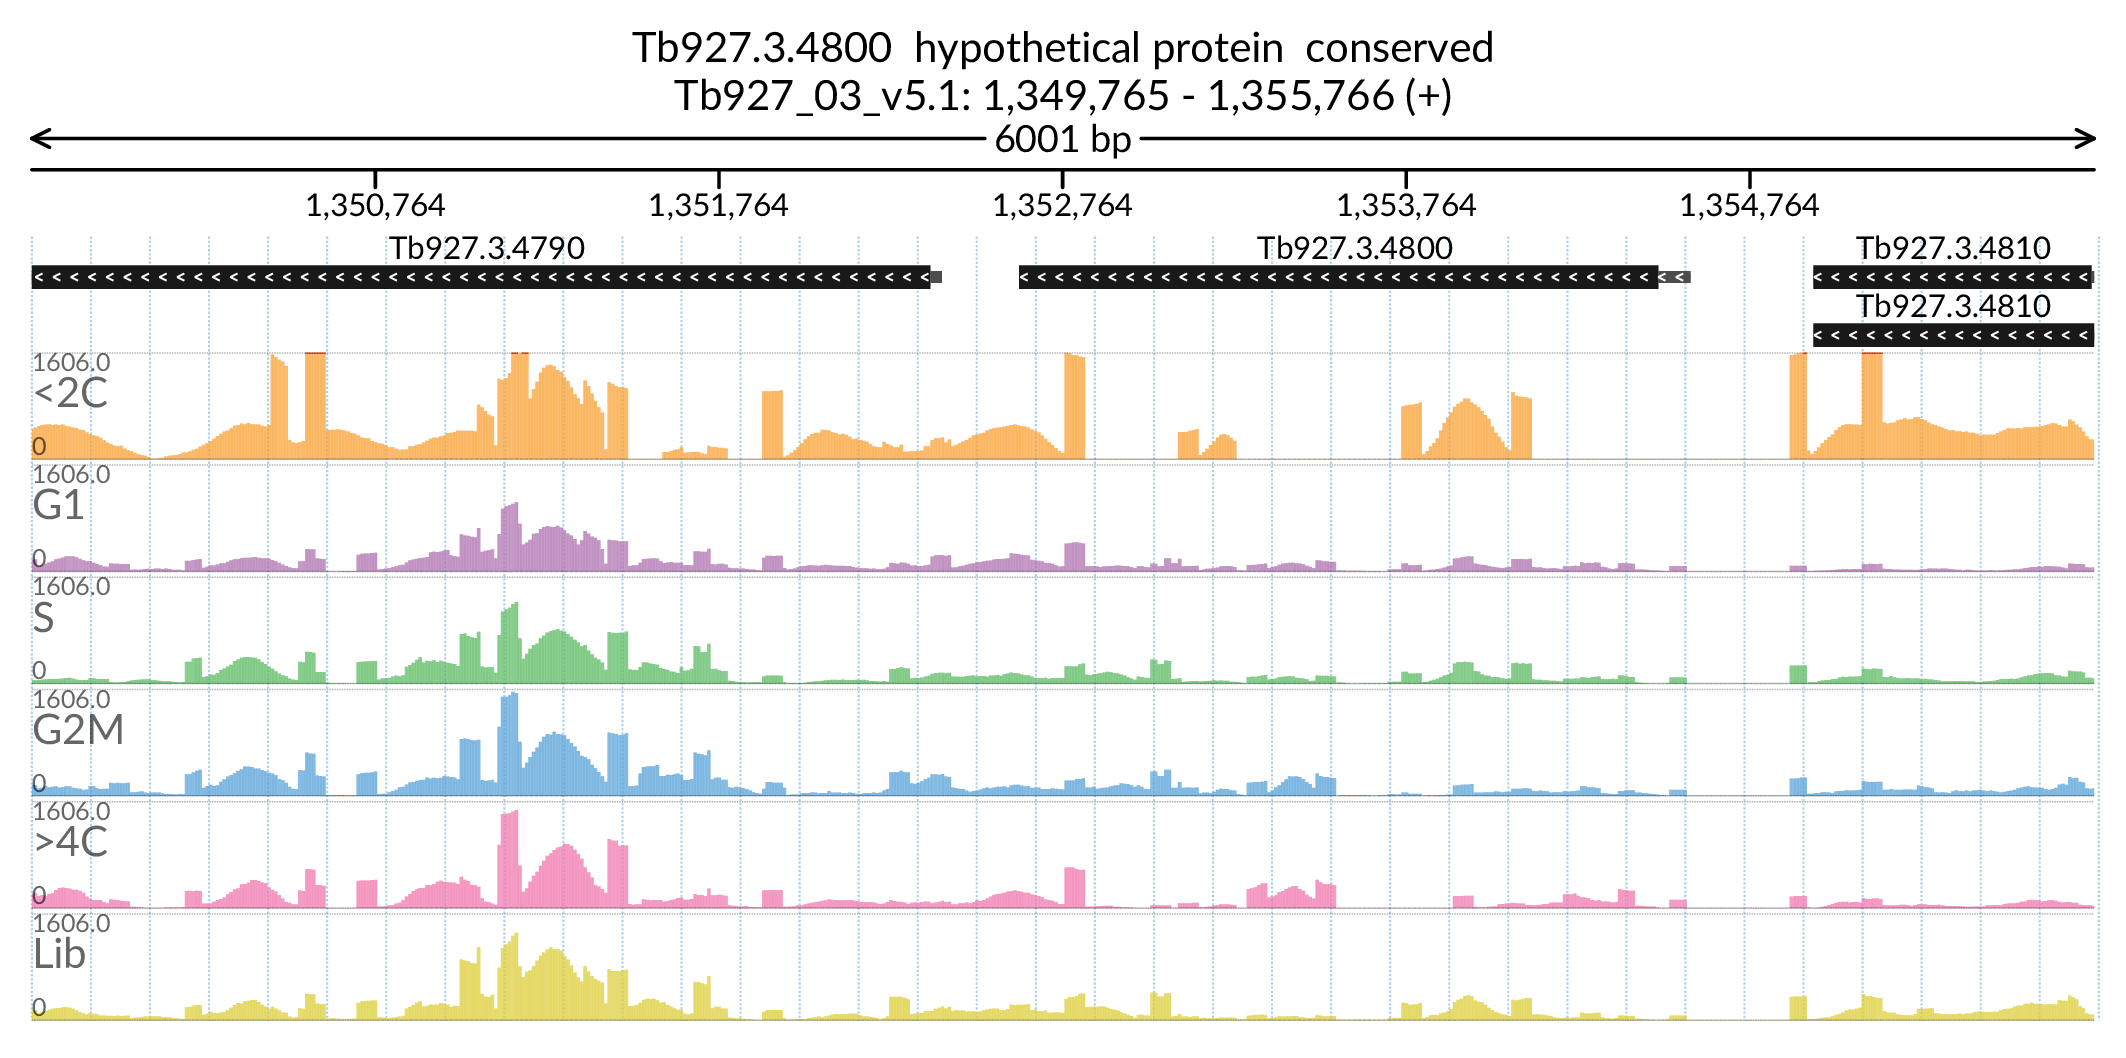 Tb927.3.4800  hypothetical protein  conserved
Tb927_03_v5.1: 1,349,765 - 1,355,766 (+)
6001 bp
1,350,764 1,351,764 1,352,764 1,353,764 1,354,764
Tb927.3.4790 Tb927.3.4800 Tb927.3.4810
Tb927.3.4810
1606.0
<2C
0
1606.0
G1
0
1606.0
S
0
1606.0
G2M
0
1606.0
>4C
0
1606.0
Lib
0